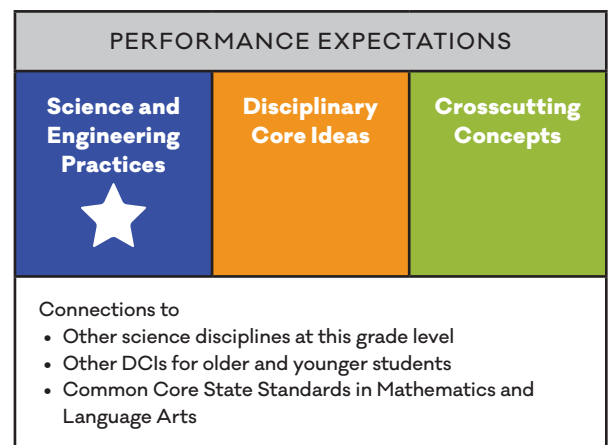 PERFORMANCE EXPECTATIONS
Science and
Engineering
Practices
Disciplinary
Core Ideas
Crosscutting
Concepts
Connections to
• Other science disciplines at this grade level
• Other DCIs for older and younger students
• Common Core State Standards in Mathematics and
Language Arts